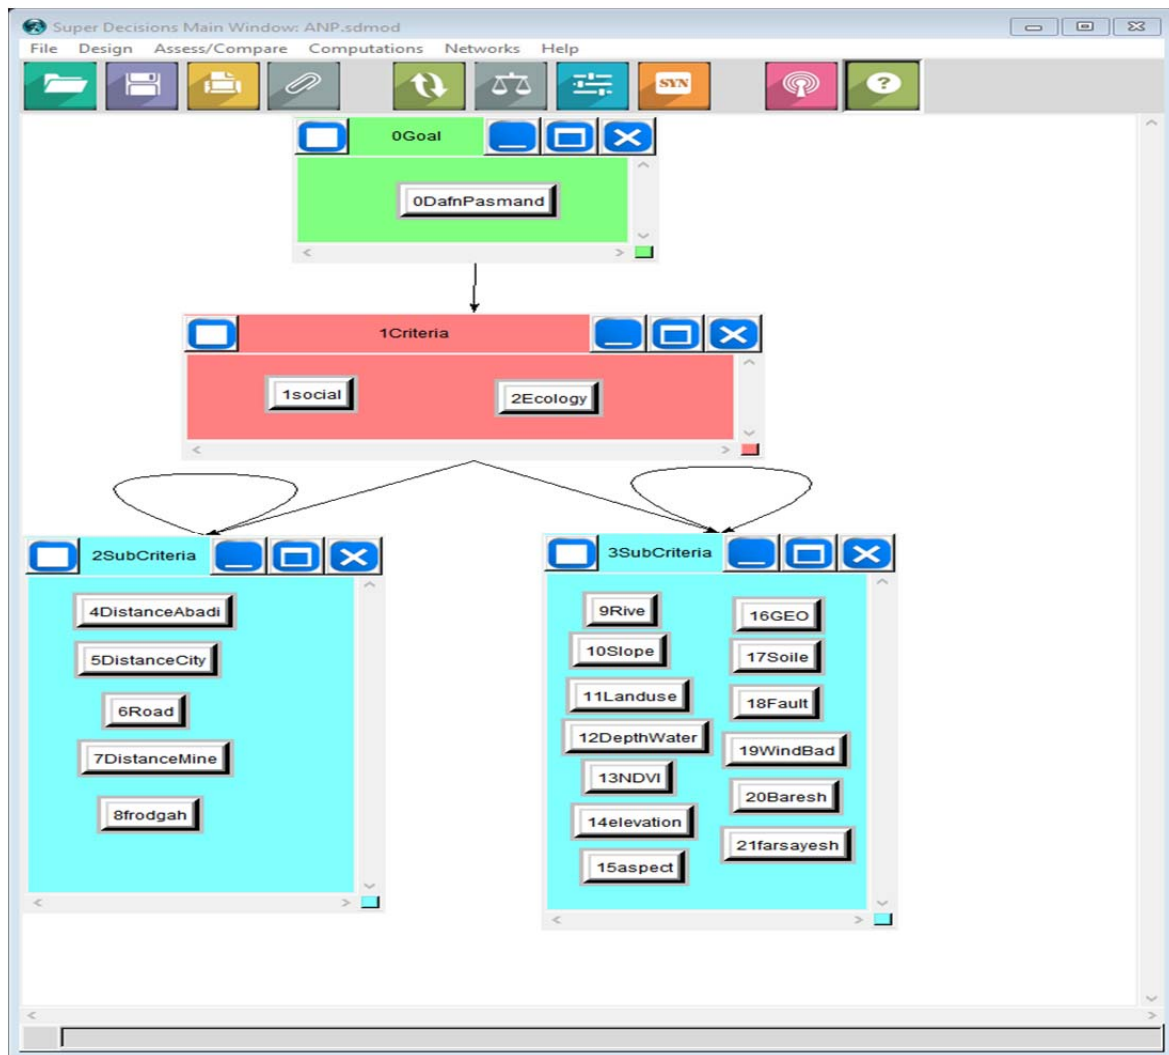 Super Decisions Main Window: ANP.sdmod
File Design Assess/Compare Computations Networks Help
SYN
?
0Goal
0DafnPasmand
1Criteria
1social
2Ecology
2SubCriteria
4DistanceAbadi
5DistanceCity
6Road
7DistanceMine
8frodgah
3SubCriteria
9Rive
10Slope
11Landuse
12DepthWater
13NDVI
14elevation
15aspect
16GEO
17Soile
18Fault
19WindBad
20Baresh
21farsayesh